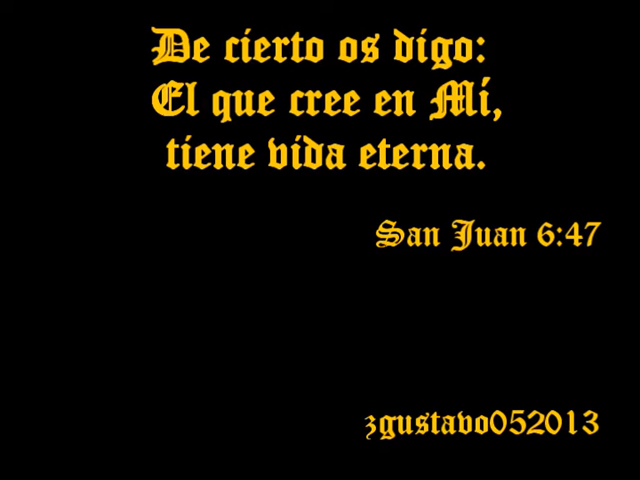 De cierto os digo:
El que cree en Mí,
tiene vida eterna.
San Juan 6:47
zgustavo052013